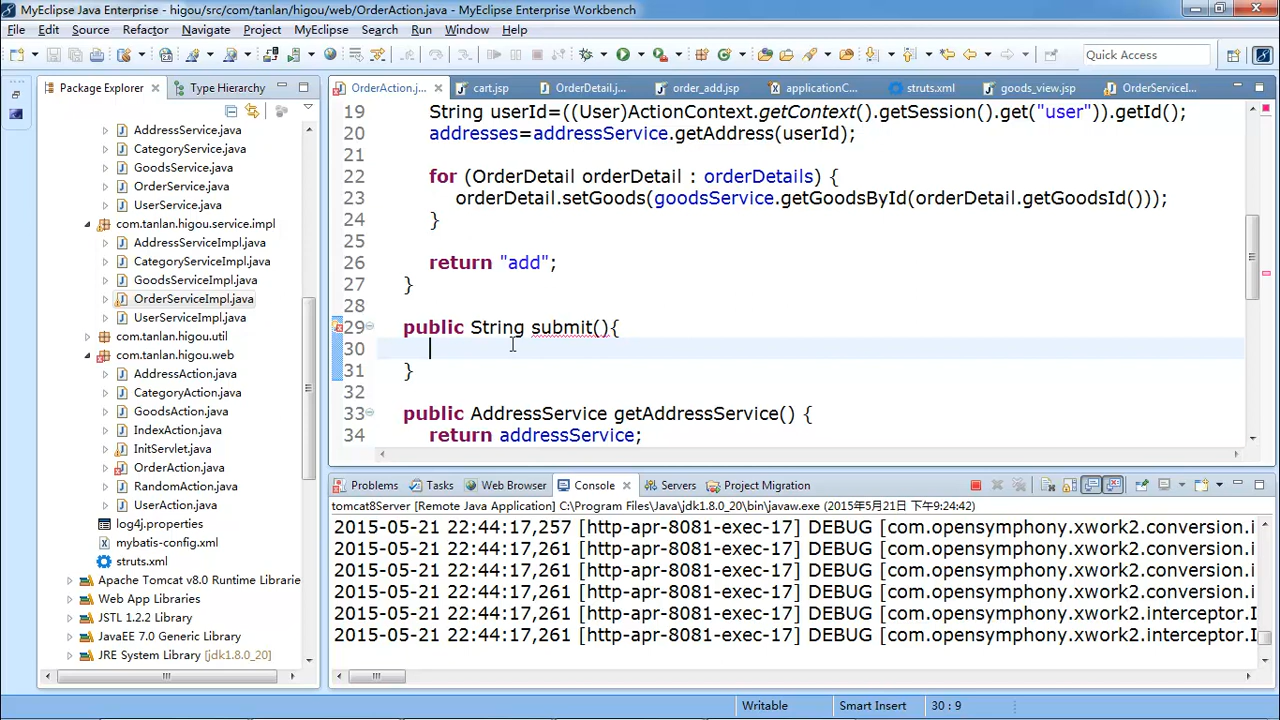 MyEclipse Java Enterprise - higou/src/com/tanlan/higou/web/OrderAction.java - MyEclipse Enterprise Workbench
File Edit Source Refactor Navigate Project MyEclipse Search Run Window Help
Quick Access
Package Explorer
Type Hierarchy
AddressService.java
CategoryService.java
GoodsService.java
OrderService.java
UserService.java
com.tanlan.higou.service.impl
AddressServiceImpl.java
CategoryServiceImpl.java
GoodsServiceImpl.java
OrderServiceImpl.java
UserServiceImpl.java
com.tanlan.higou.util
com.tanlan.higou.web
AddressAction.java
CategoryAction.java
GoodsAction.java
IndexAction.java
InitServlet.java
OrderAction.java
RandomAction.java
UserAction.java
log4j.properties
mybatis-config.xml
struts.xml
Apache Tomcat v8.0 Runtime Librarie
Web App Libraries
JSTL 1.2.2 Library
JavaEE 7.0 Generic Library
JRE System Library [jdk1.8.0_20]
OrderAction.j... cart.jsp OrderDetail.j... order_add.jsp applicationC... struts.xml goods_view.jsp OrderServiceI...
19 String userId=((User)ActionContext.getContext().getSession().get("user")).getId();
20 addresses=addressService.getAddress(userId);
21
22 for (OrderDetail orderDetail : orderDetails) {
23 orderDetail.setGoods(goodsService.getGoodsById(orderDetail.getGoodsId()));
24 }
25
26 return "add";
27 }
28
29 public String submit(){
30
31 }
32
33 public AddressService getAddressService() {
34 return addressService;
Problems Tasks Web Browser Console Servers Project Migration
tomcat8Server [Remote Java Application] C:\Program Files\Java\jdk1.8.0_20\bin\javaw.exe (2015年5月21日 下午9:24:42)
2015-05-21 22:44:17,257 [http-apr-8081-exec-17] DEBUG [com.opensymphony.xwork2.conversion.i
2015-05-21 22:44:17,261 [http-apr-8081-exec-17] DEBUG [com.opensymphony.xwork2.conversion.i
2015-05-21 22:44:17,261 [http-apr-8081-exec-17] DEBUG [com.opensymphony.xwork2.conversion.i
2015-05-21 22:44:17,261 [http-apr-8081-exec-17] DEBUG [com.opensymphony.xwork2.conversion.i
2015-05-21 22:44:17,261 [http-apr-8081-exec-17] DEBUG [com.opensymphony.xwork2.interceptor.I
2015-05-21 22:44:17,261 [http-apr-8081-exec-17] DEBUG [com.opensymphony.xwork2.interceptor.I
Writable Smart Insert 30 : 9